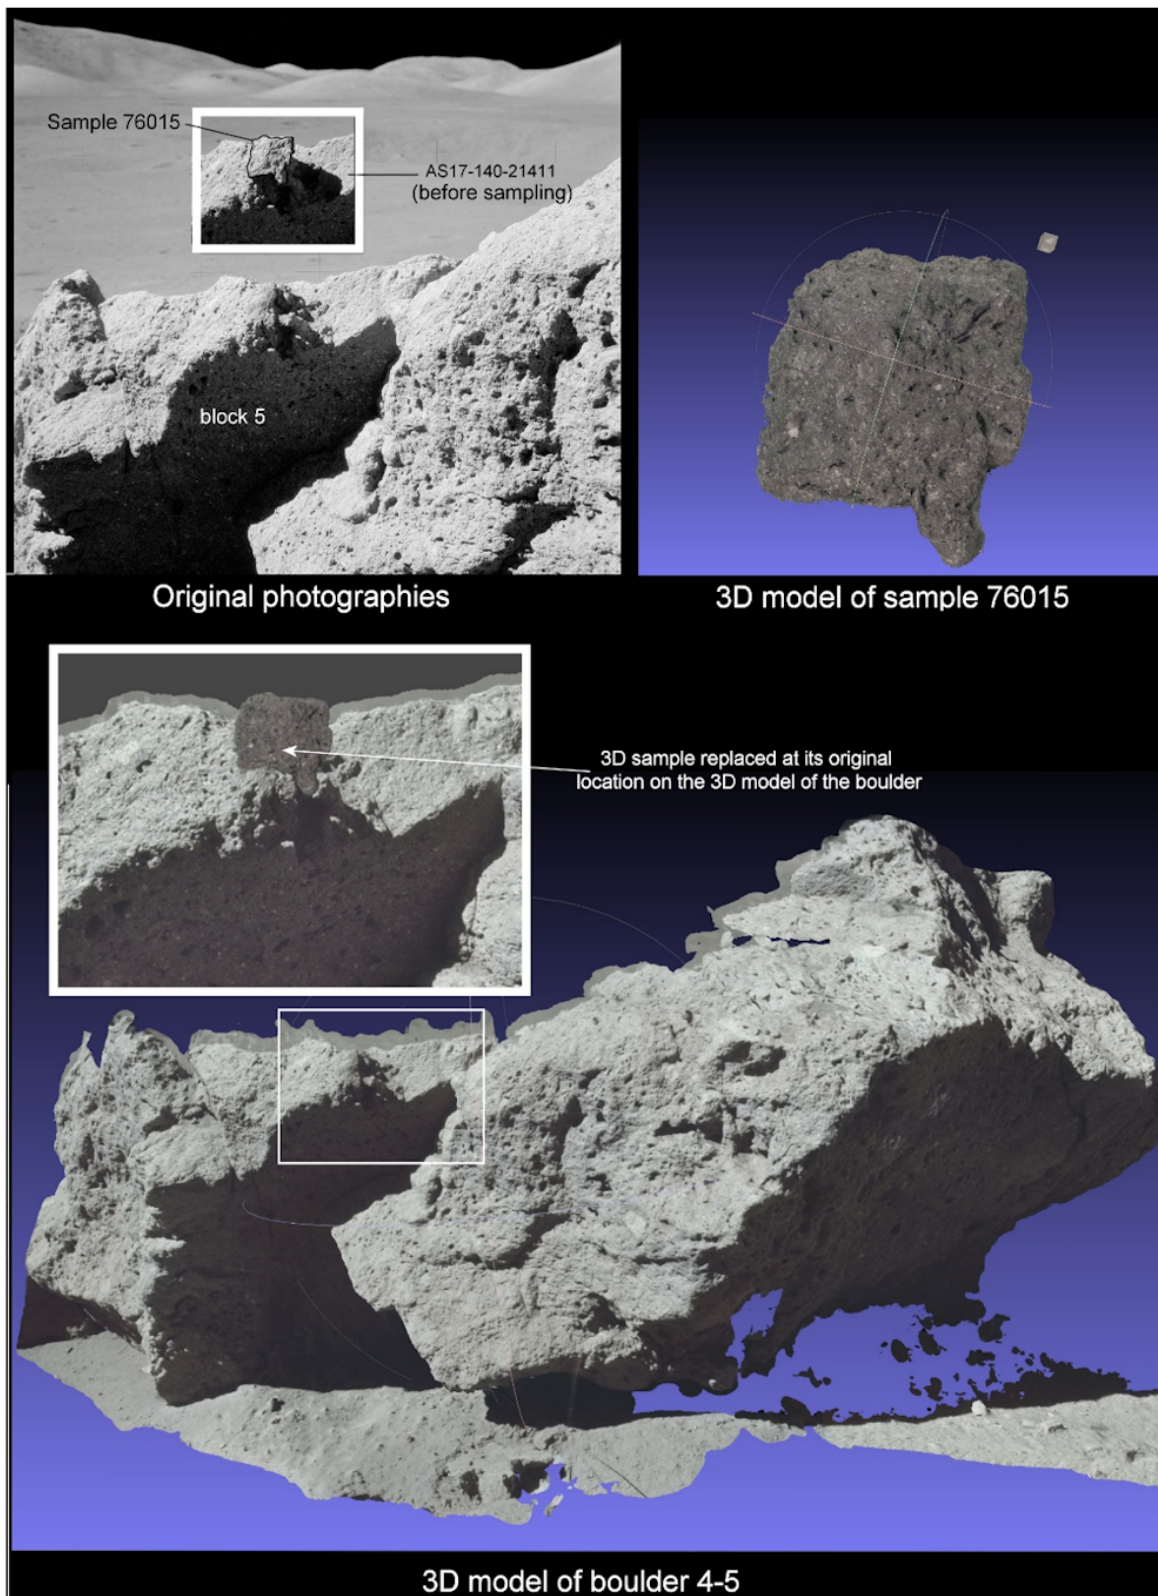 Sample 76015
AS17-140-21411
(before sampling)
block 5
Original photographies
3D model of sample 76015
3D sample replaced at its original
location on the 3D model of the boulder
3D model of boulder 4-5